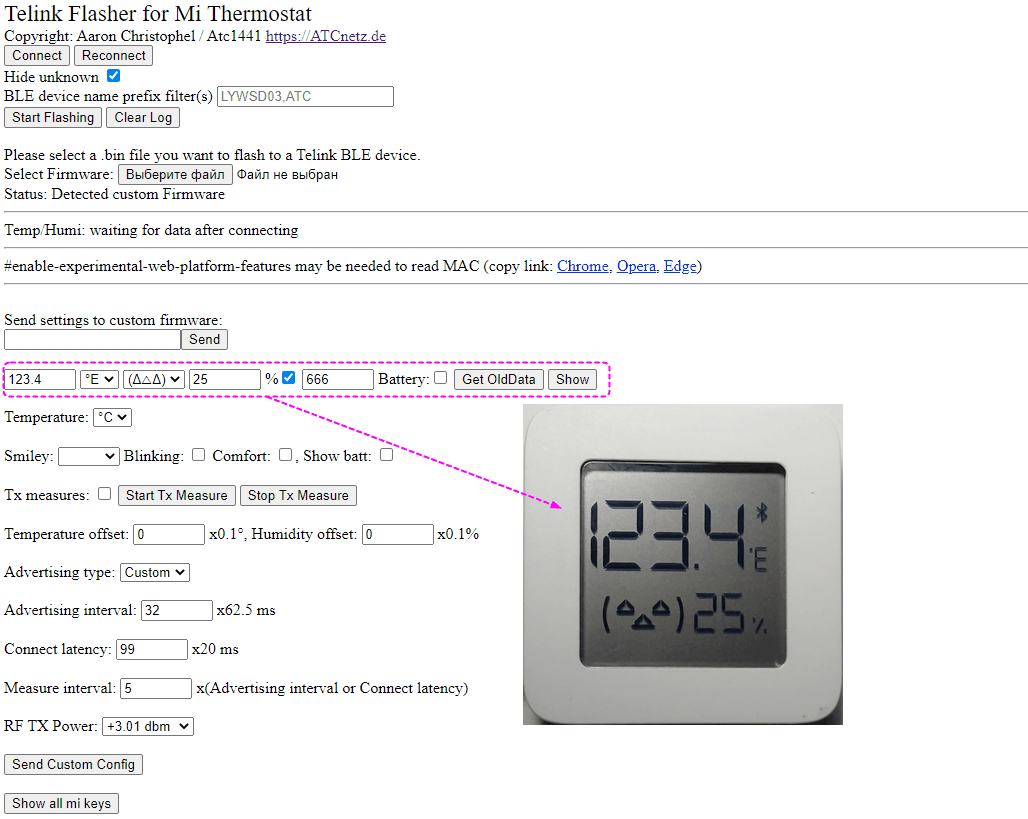 Telink Flasher for Mi Thermostat
Copyright: Aaron Christophel / Atc1441 https://ATCnetz.de
Connect Reconnect
Hide unknown
BLE device name prefix filter(s) LYWSD03,ATC
Start Flashing Clear Log
Please select a .bin file you want to flash to a Telink BLE device.
Select Firmware: Выберите файл Файл не выбран
Status: Detected custom Firmware
Temp/Humi: waiting for data after connecting
#enable-experimental-web-platform-features may be needed to read MAC (copy link: Chrome, Opera, Edge)
Send settings to custom firmware:
Send
123.4 °E (Δ△Δ) 25 % 666 Battery: Get OldData Show
Temperature: °C
Smiley: Blinking: Comfort: , Show batt:
Tx measures: Start Tx Measure Stop Tx Measure
Temperature offset: 0 x0.1°, Humidity offset: 0 x0.1%
Advertising type: Custom
Advertising interval: 32 x62.5 ms
Connect latency: 99 x20 ms
Measure interval: 5 x(Advertising interval or Connect latency)
RF TX Power: +3.01 dbm
Send Custom Config
Show all mi keys
123.4 °E
(△△△) 25 %